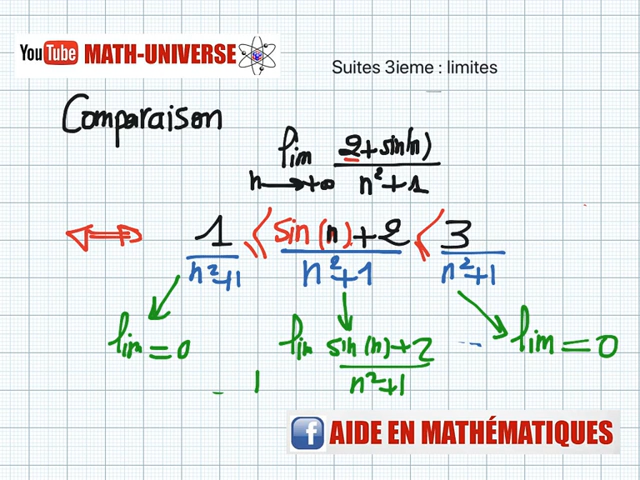 YouTube MATH-UNIVERSE
Suites 3ieme : limites
Comparaison
lim n→+∞ (2+sin(n))/(n²+1)
⇔ 1/(n²+1) ≤ (sin(n)+2)/(n²+1) ≤ 3/(n²+1)
lim = 0 lim (sin(n)+2)/(n²+1) lim = 0
f AIDE EN MATHÉMATIQUES